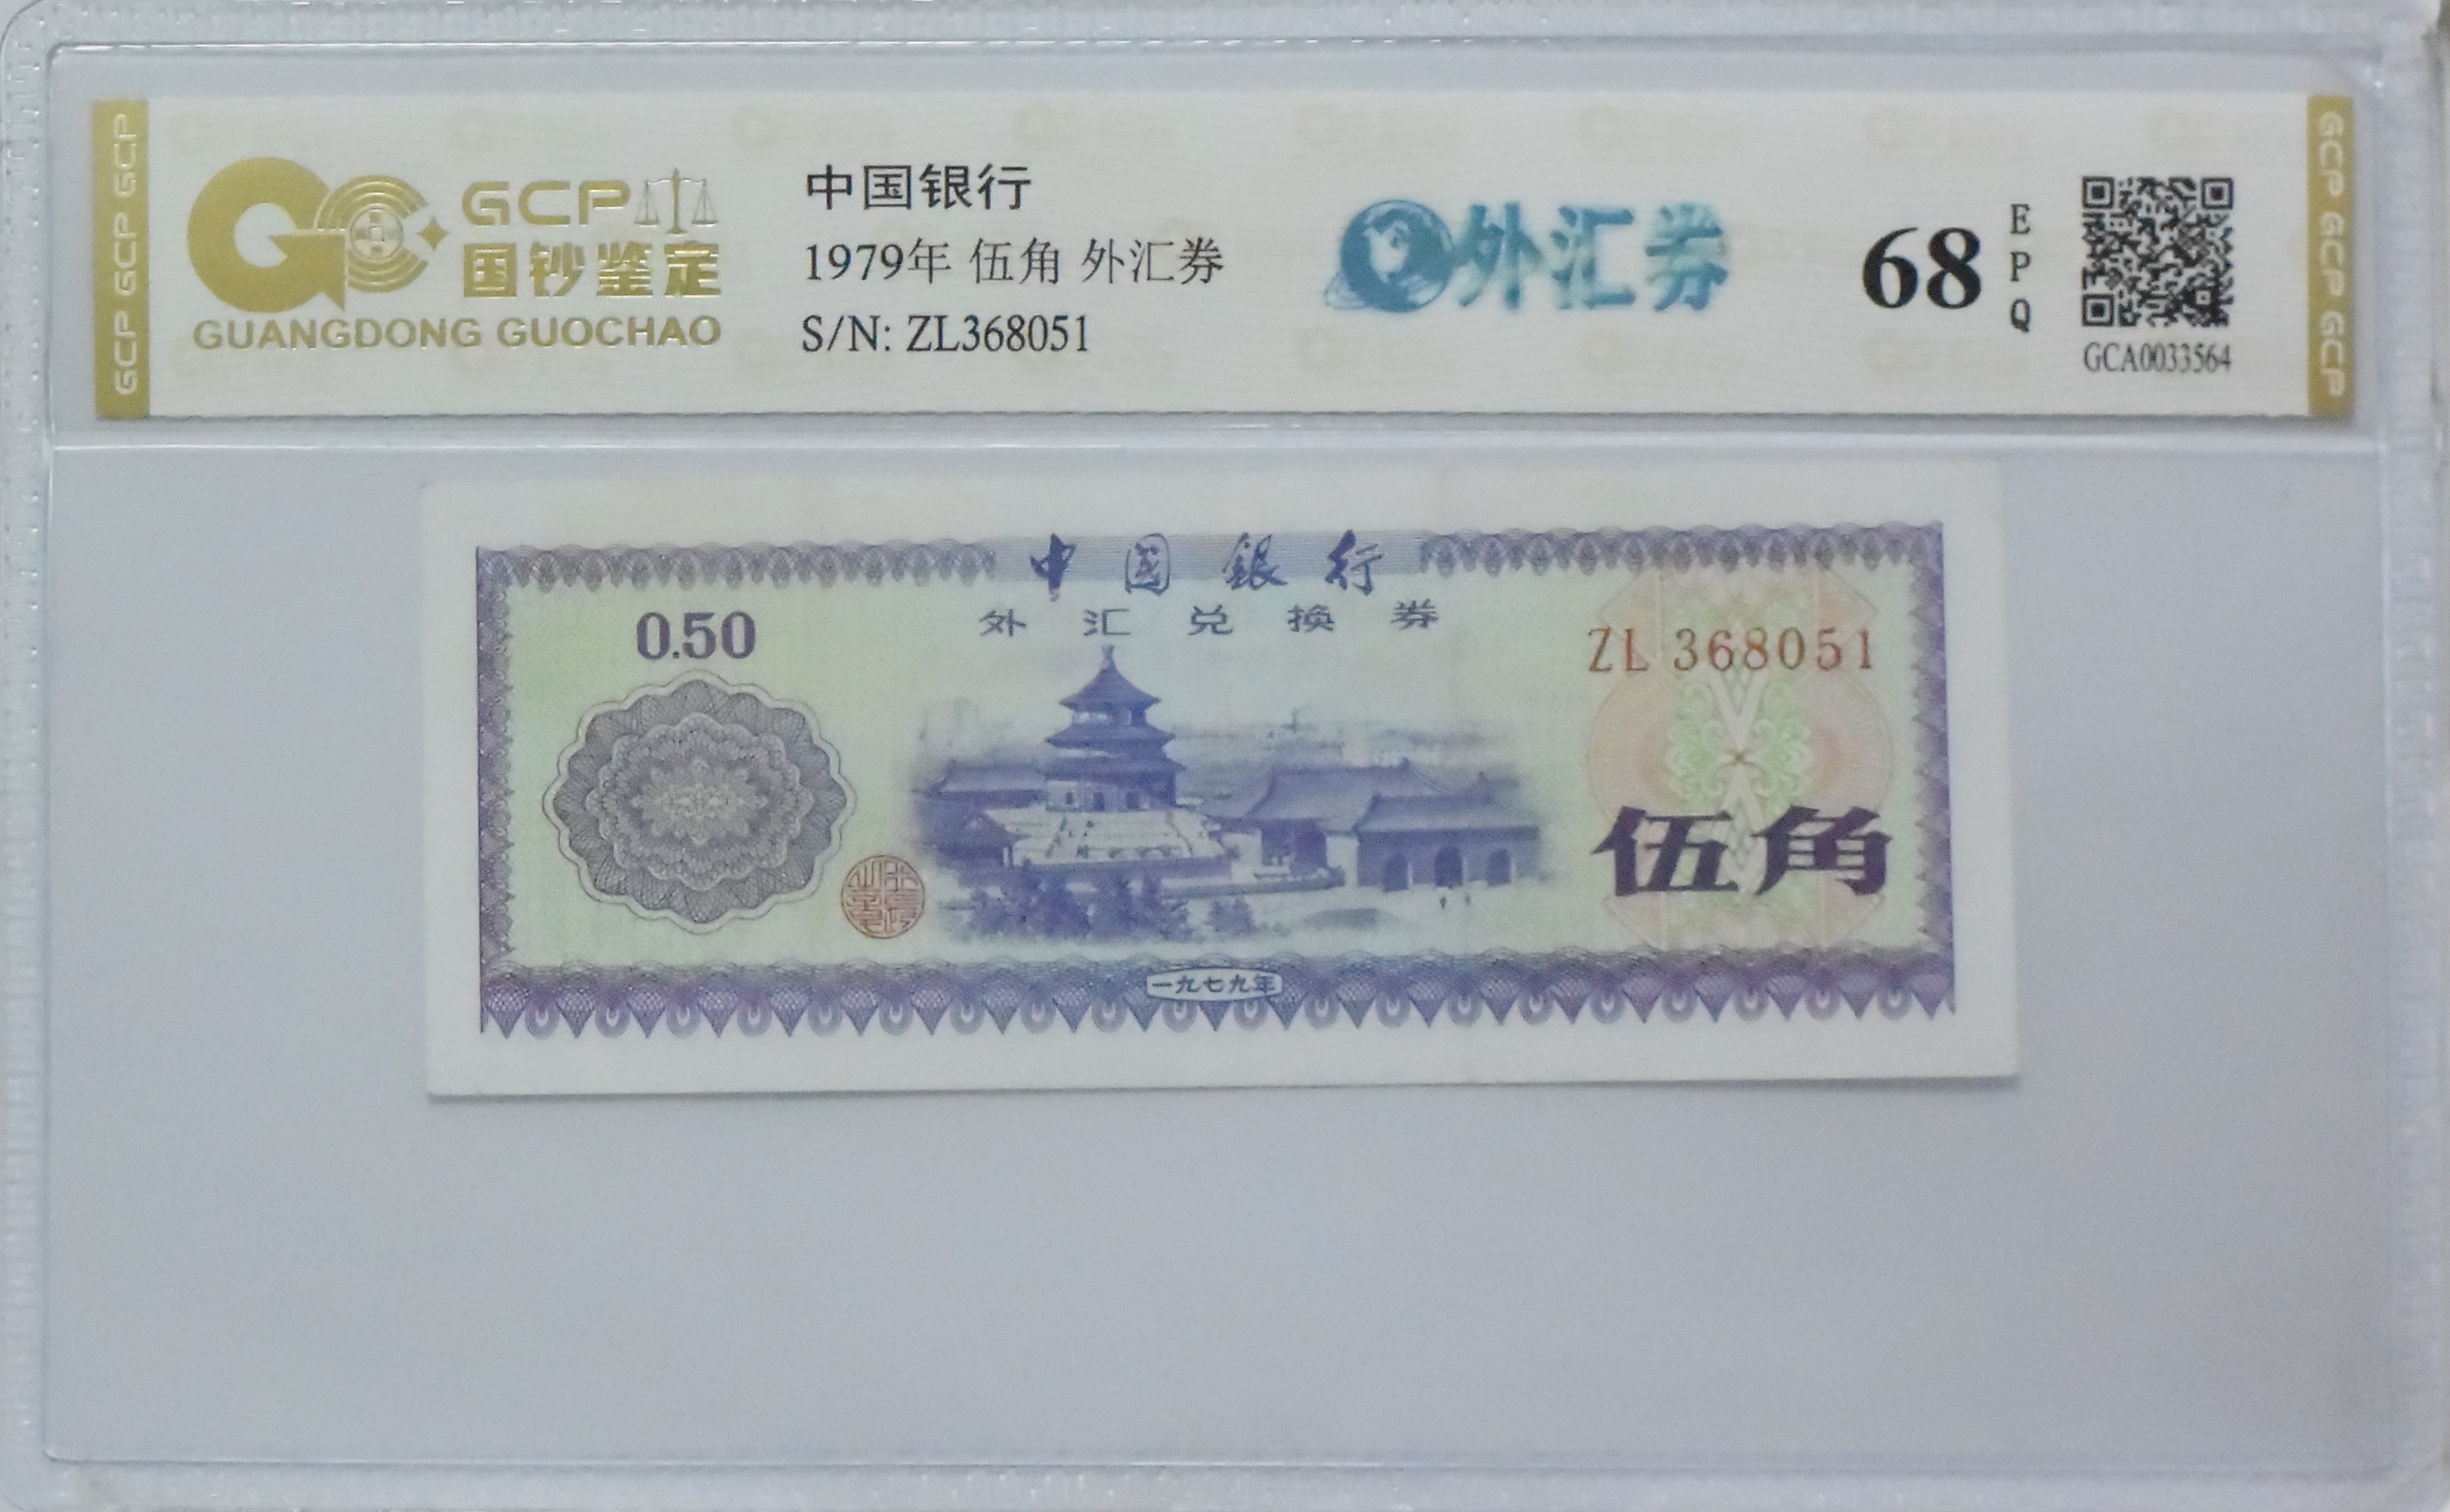 GCP GCP GCP
GCP
国钞鉴定
GUANGDONG GUOCHAO
中国银行
1979年 伍角 外汇券
S/N: ZL368051
外汇券
68
EPQ
GCA0033564
GCP GCP GCP
中國銀行
外汇兑换券
0.50
ZL 368051
伍角
一九七九年